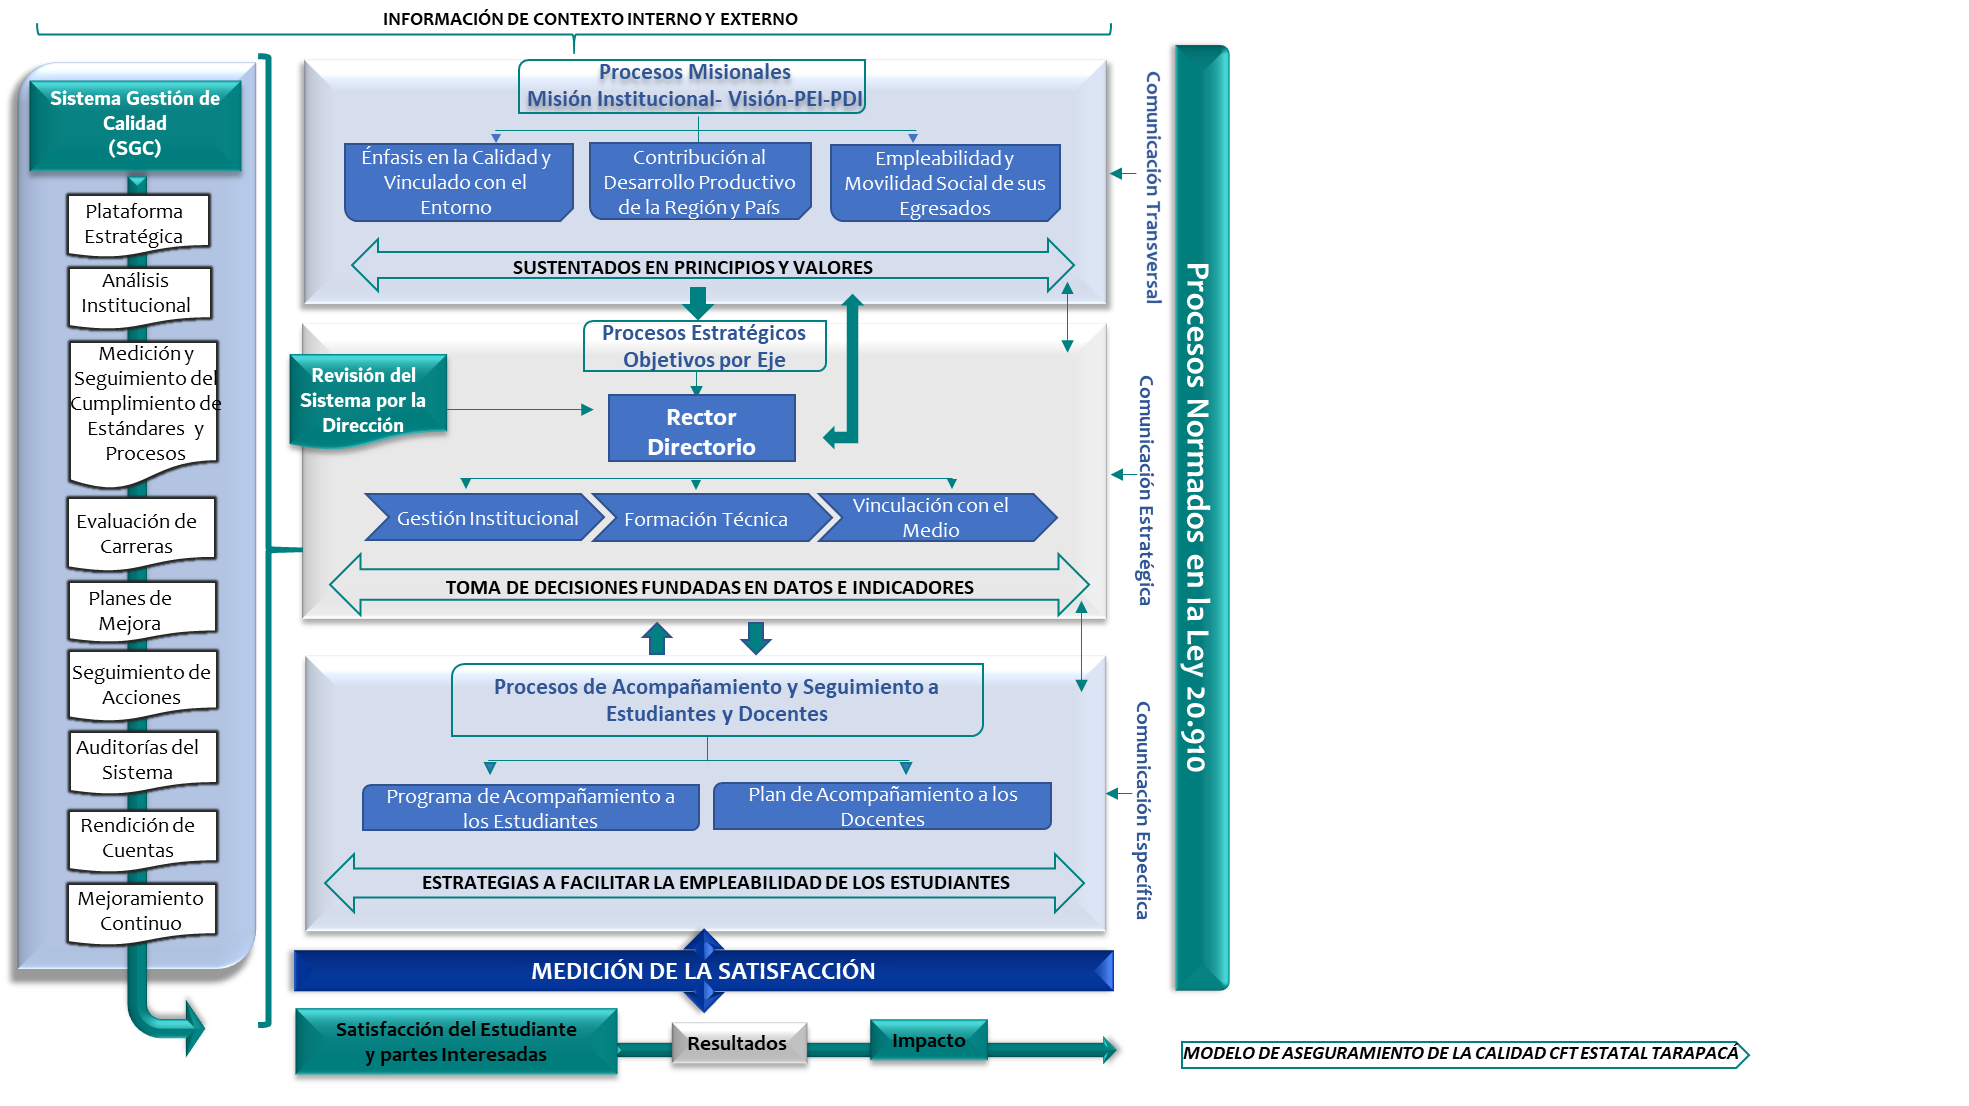 INFORMACIÓN DE CONTEXTO INTERNO Y EXTERNO
Sistema Gestión de
Calidad
(SGC)
Plataforma
Estratégica
Análisis
Institucional
Medición y
Seguimiento del
Cumplimiento de
Estándares y
Procesos
Evaluación de
Carreras
Planes de
Mejora
Seguimiento de
Acciones
Auditorías del
Sistema
Rendición de
Cuentas
Mejoramiento
Continuo
Procesos Misionales
Misión Institucional- Visión-PEI-PDI
Énfasis en la Calidad y
Vinculado con el
Entorno
Contribución al
Desarrollo Productivo
de la Región y País
Empleabilidad y
Movilidad Social de sus
Egresados
SUSTENTADOS EN PRINCIPIOS Y VALORES
Procesos Estratégicos
Objetivos por Eje
Revisión del
Sistema por la
Dirección
Rector
Directorio
Gestión Institucional
Formación Técnica
Vinculación con el
Medio
TOMA DE DECISIONES FUNDADAS EN DATOS E INDICADORES
Procesos de Acompañamiento y Seguimiento a
Estudiantes y Docentes
Programa de Acompañamiento a
los Estudiantes
Plan de Acompañamiento a los
Docentes
ESTRATEGIAS A FACILITAR LA EMPLEABILIDAD DE LOS ESTUDIANTES
MEDICIÓN DE LA SATISFACCIÓN
Satisfacción del Estudiante
y partes Interesadas
Resultados
Impacto
Comunicación Transversal
Comunicación Estratégica
Comunicación Específica
Procesos Normados en la Ley 20.910
MODELO DE ASEGURAMIENTO DE LA CALIDAD CFT ESTATAL TARAPACÁ